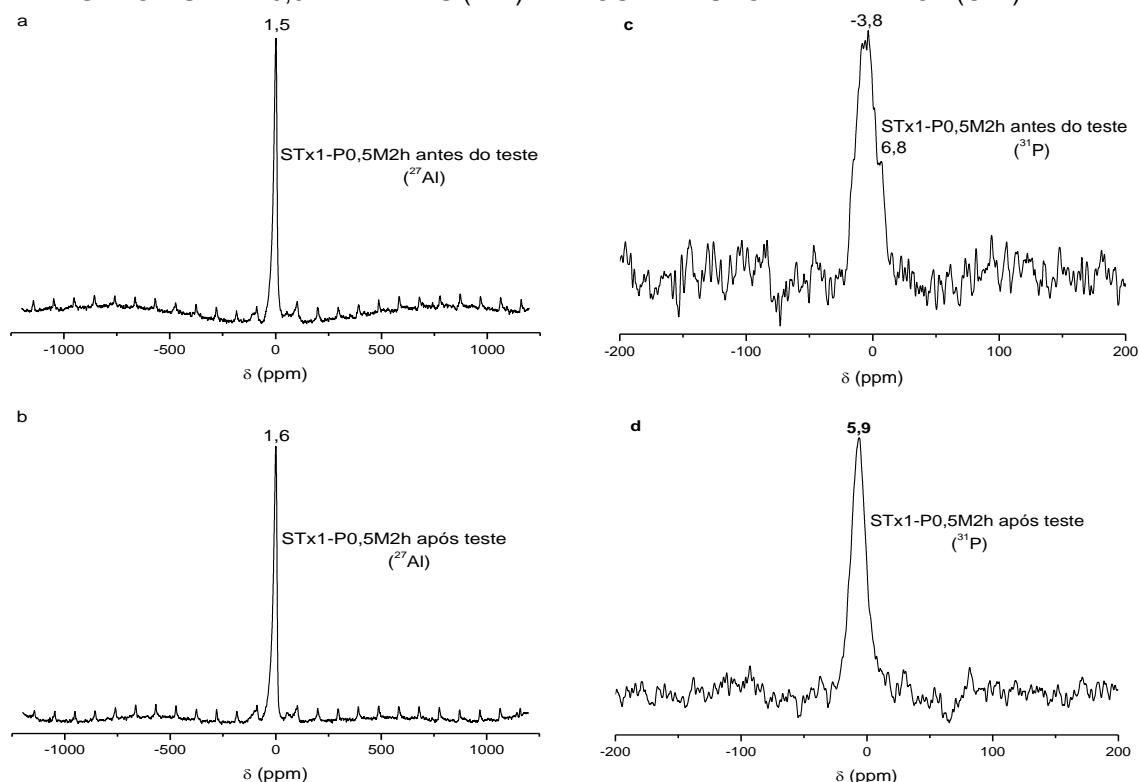 a
1,5
STx1-P0,5M2h antes do teste
(27Al)
-1000 -500 0 500 1000
δ (ppm)
c
-3,8
STx1-P0,5M2h antes do teste
6,8
(31P)
-200 -100 0 100 200
δ (ppm)
b
1,6
STx1-P0,5M2h após teste
(27Al)
-1000 -500 0 500 1000
δ (ppm)
d
5,9
STx1-P0,5M2h após teste
(31P)
-200 -100 0 100 200
δ (ppm)